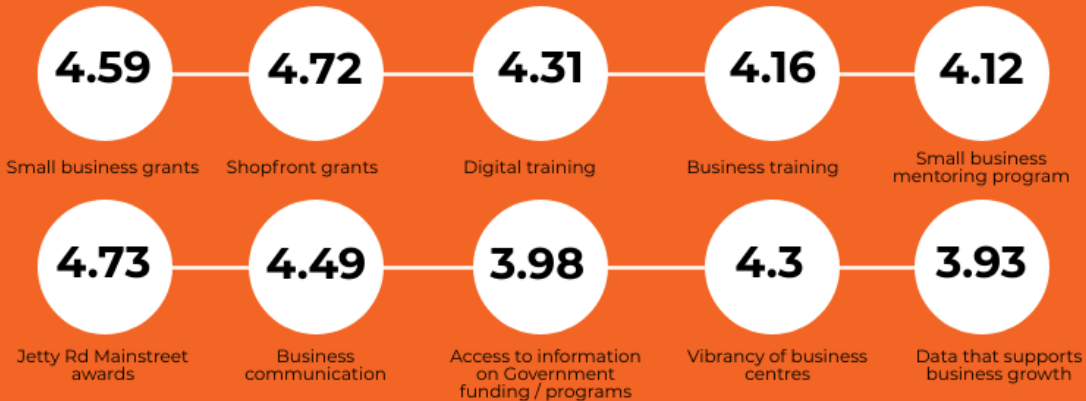 4.59
4.72
4.31
4.16
4.12
Small business grants
Shopfront grants
Digital training
Business training
Small business
mentoring program
4.73
4.49
3.98
4.3
3.93
Jetty Rd Mainstreet
awards
Business
communication
Access to information
on Government
funding / programs
Vibrancy of business
centres
Data that supports
business growth